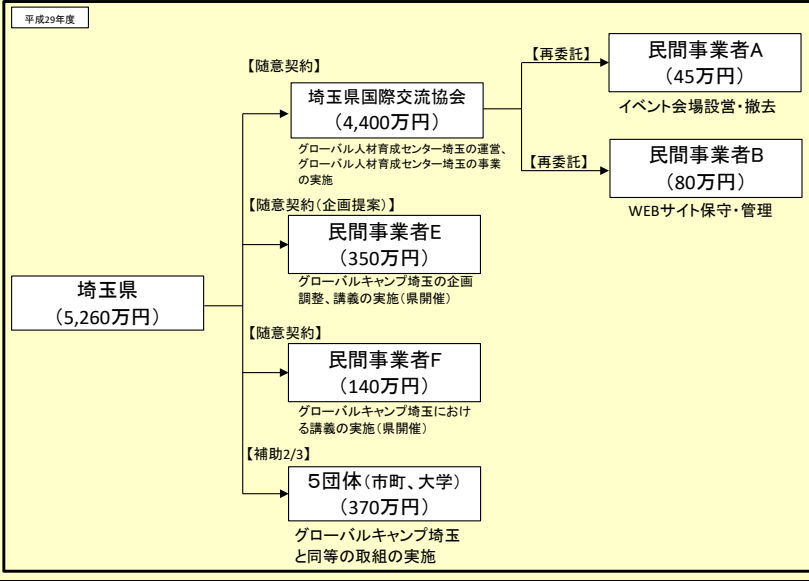 平成29年度
【随意契約】
埼玉県国際交流協会
（4,400万円）
グローバル人材育成センター埼玉の運営、
グローバル人材育成センター埼玉の事業
の実施
【再委託】
民間事業者A
（45万円）
イベント会場設営・撤去
【再委託】
民間事業者B
（80万円）
WEBサイト保守・管理
【随意契約（企画提案）】
民間事業者E
（350万円）
グローバルキャンプ埼玉の企画
調整、講義の実施（県開催）
埼玉県
（5,260万円）
【随意契約】
民間事業者F
（140万円）
グローバルキャンプ埼玉におけ
る講義の実施（県開催）
【補助2/3】
５団体（市町、大学）
（370万円）
グローバルキャンプ埼玉
と同等の取組の実施